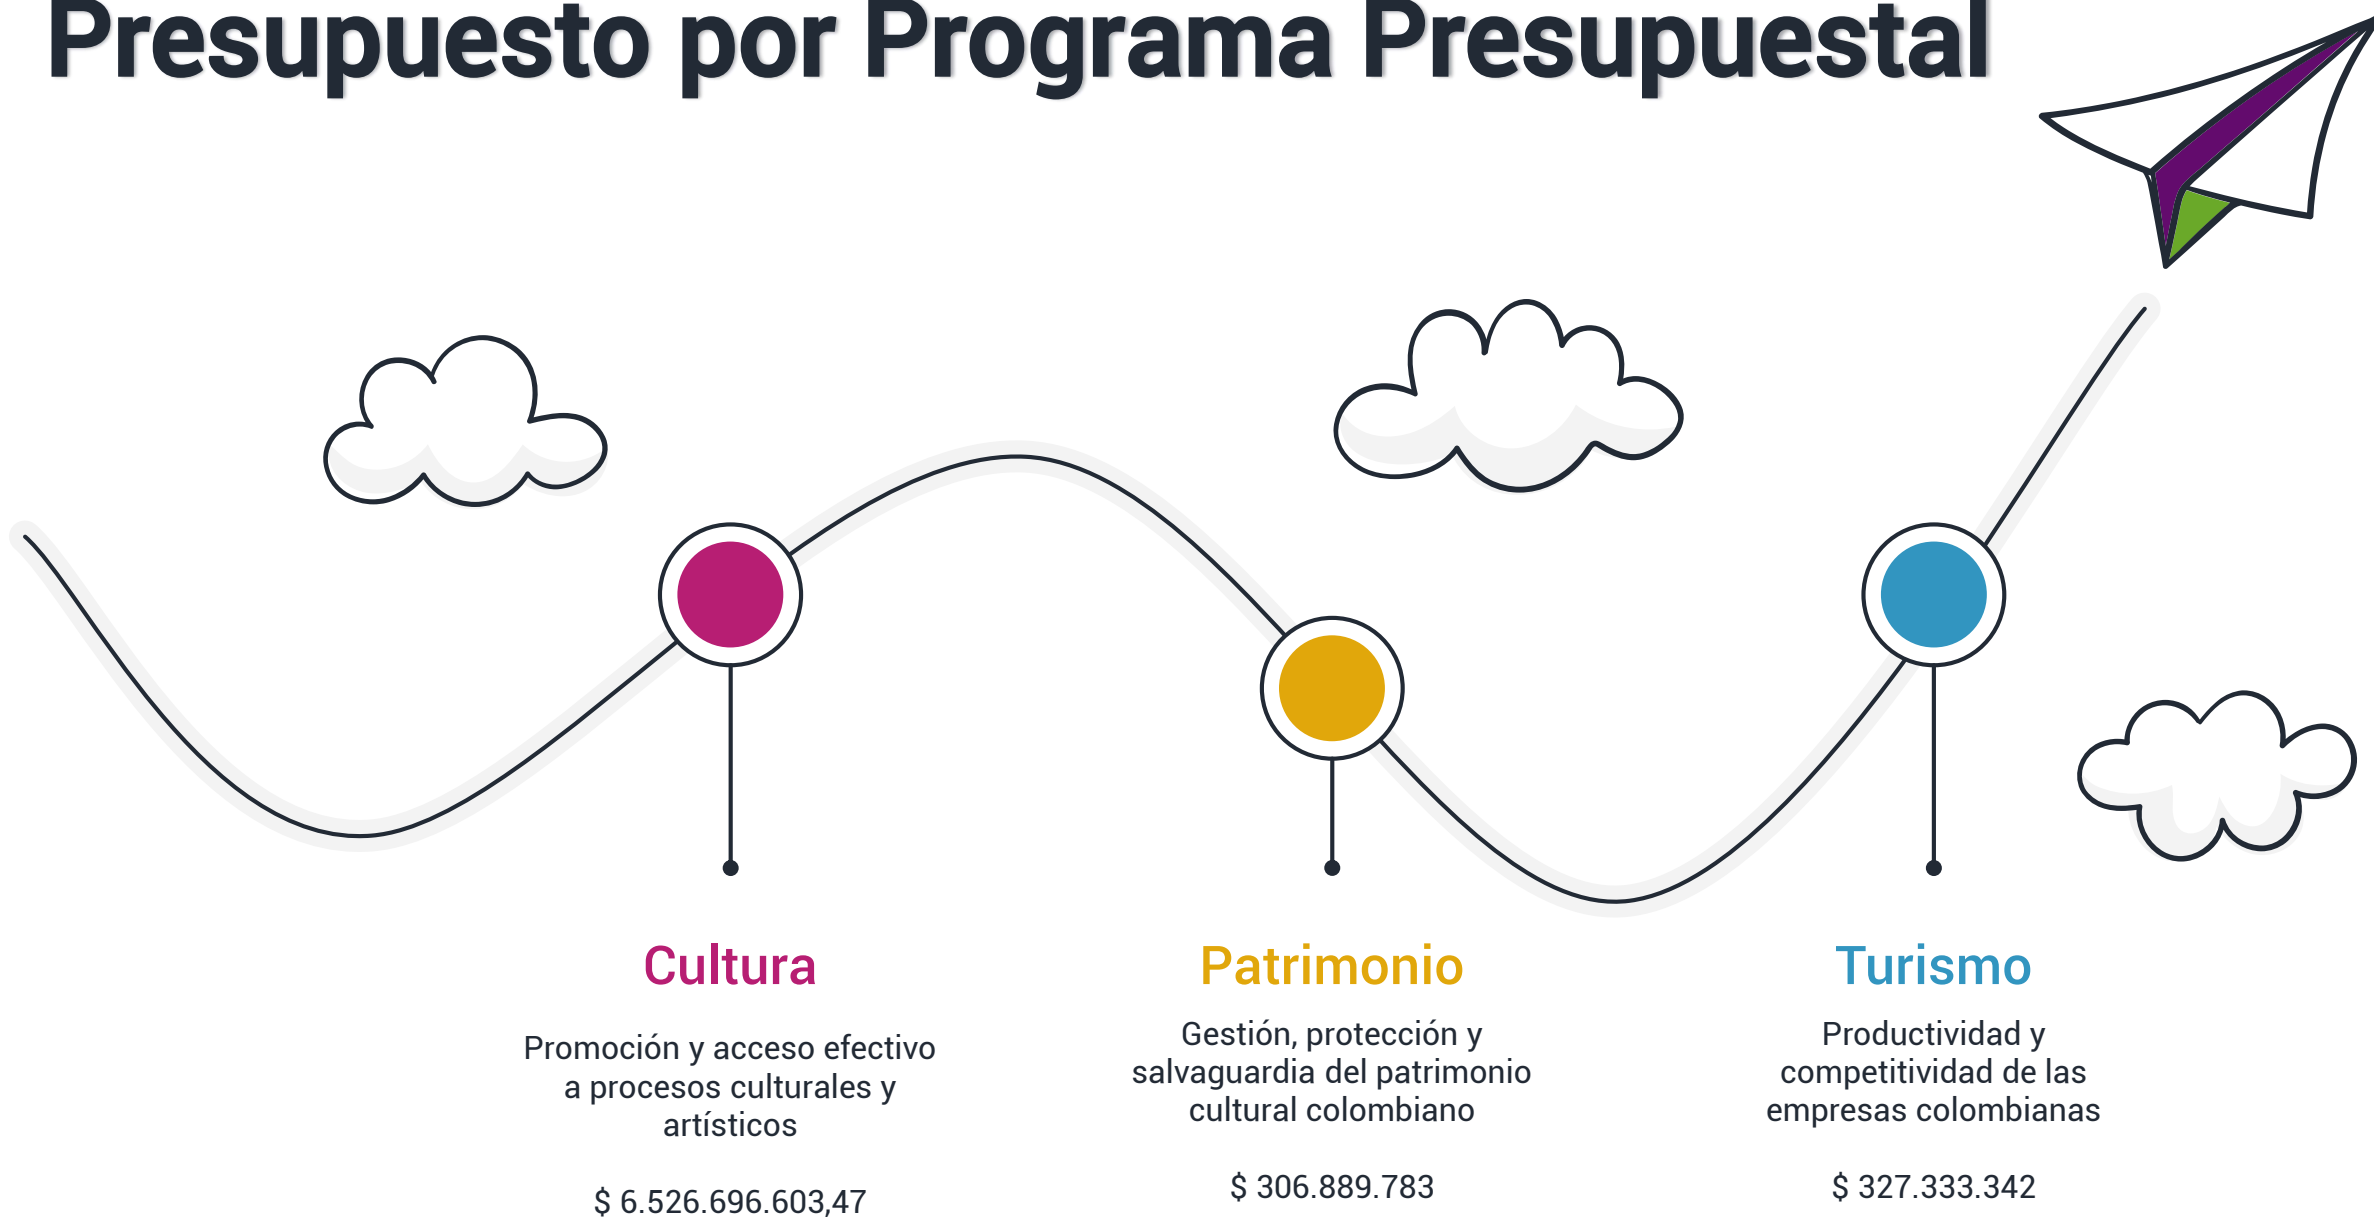 Presupuesto por Programa Presupuestal
Cultura
Promoción y acceso efectivo
a procesos culturales y
artísticos
$ 6.526.696.603,47
Patrimonio
Gestión, protección y
salvaguardia del patrimonio
cultural colombiano
$ 306.889.783
Turismo
Productividad y
competitividad de las
empresas colombianas
$ 327.333.342